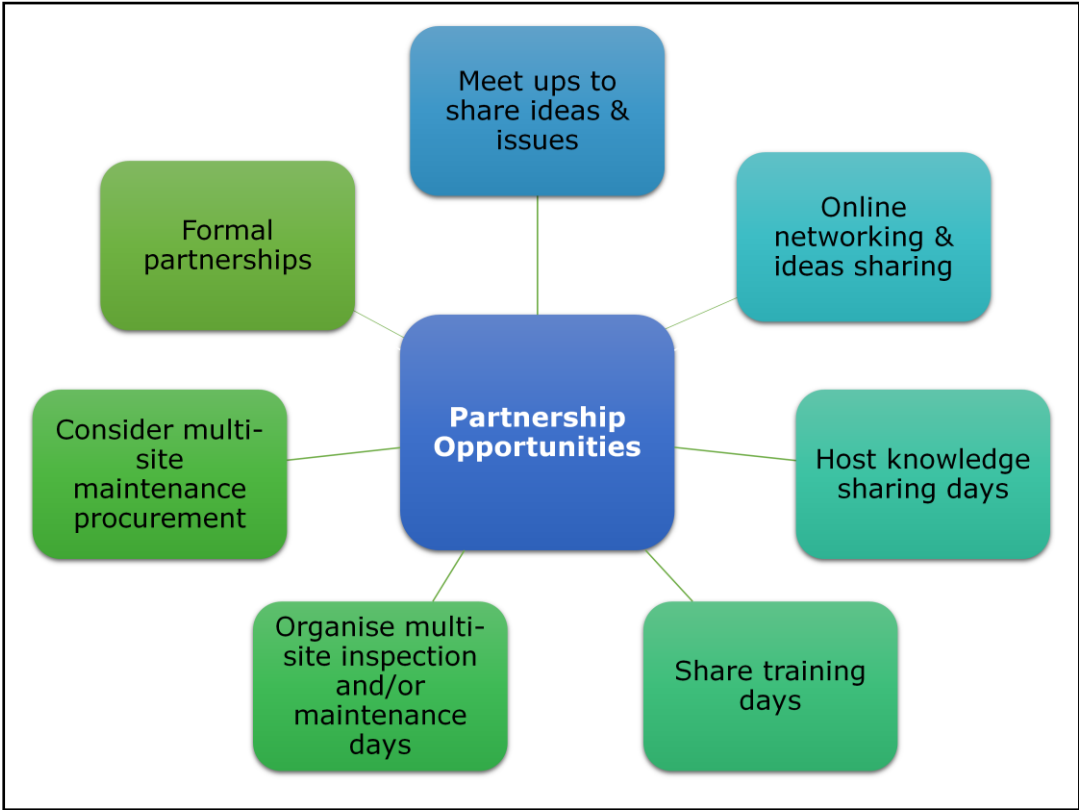 Meet ups to
share ideas &
issues
Online
networking &
ideas sharing
Host knowledge
sharing days
Share training
days
Organise multi-
site inspection
and/or
maintenance
days
Consider multi-
site
maintenance
procurement
Formal
partnerships
Partnership
Opportunities